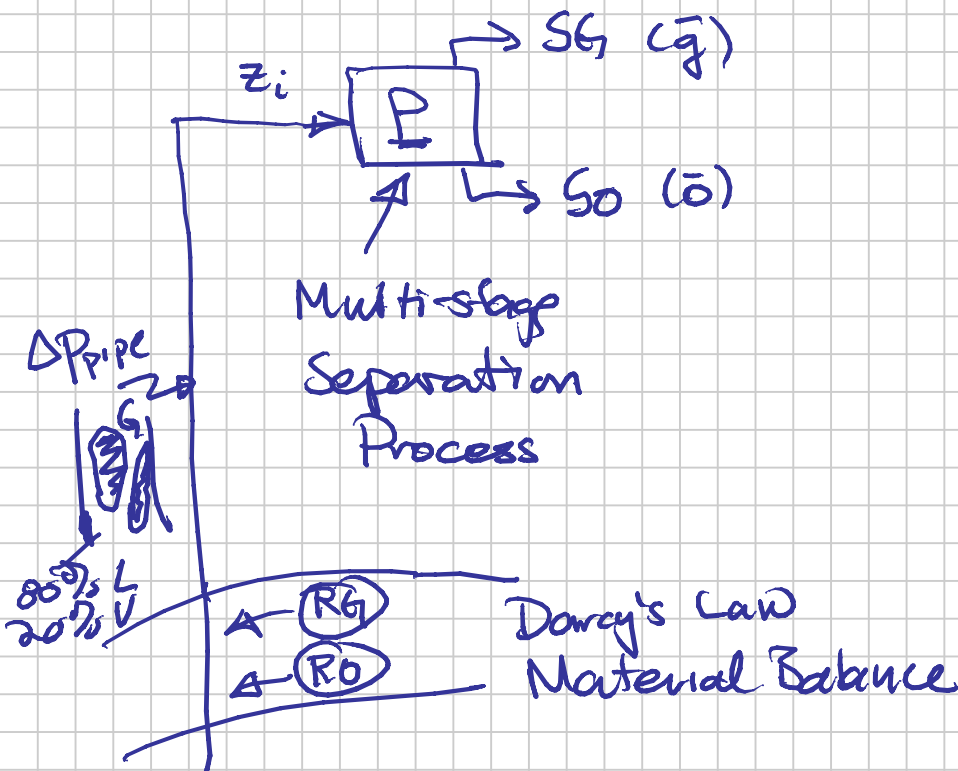 SG (g̅)
zi
P
SO (o̅)
Multi-stage
Separation
Process
ΔPpipe
G
80% L
20% V
RG
RO
Darcy's Law
Material Balance